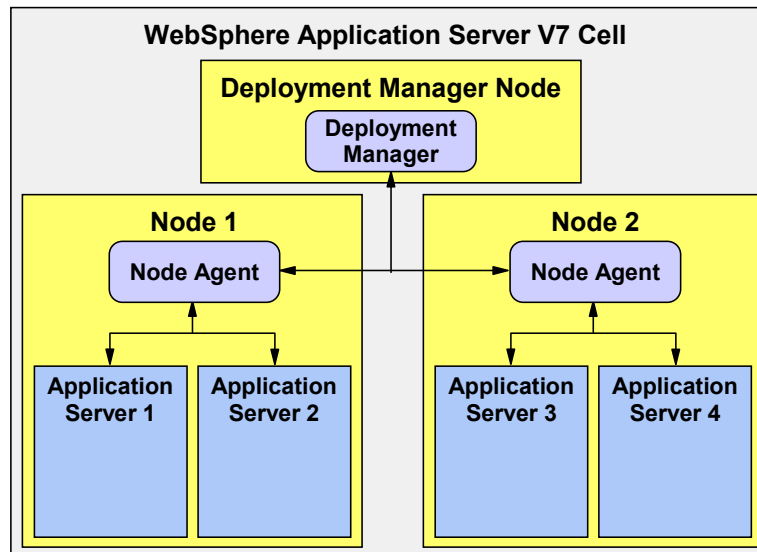 WebSphere Application Server V7 Cell
Deployment Manager Node
Deployment
Manager
Node 1
Node Agent
Application
Server 1
Application
Server 2
Node 2
Node Agent
Application
Server 3
Application
Server 4